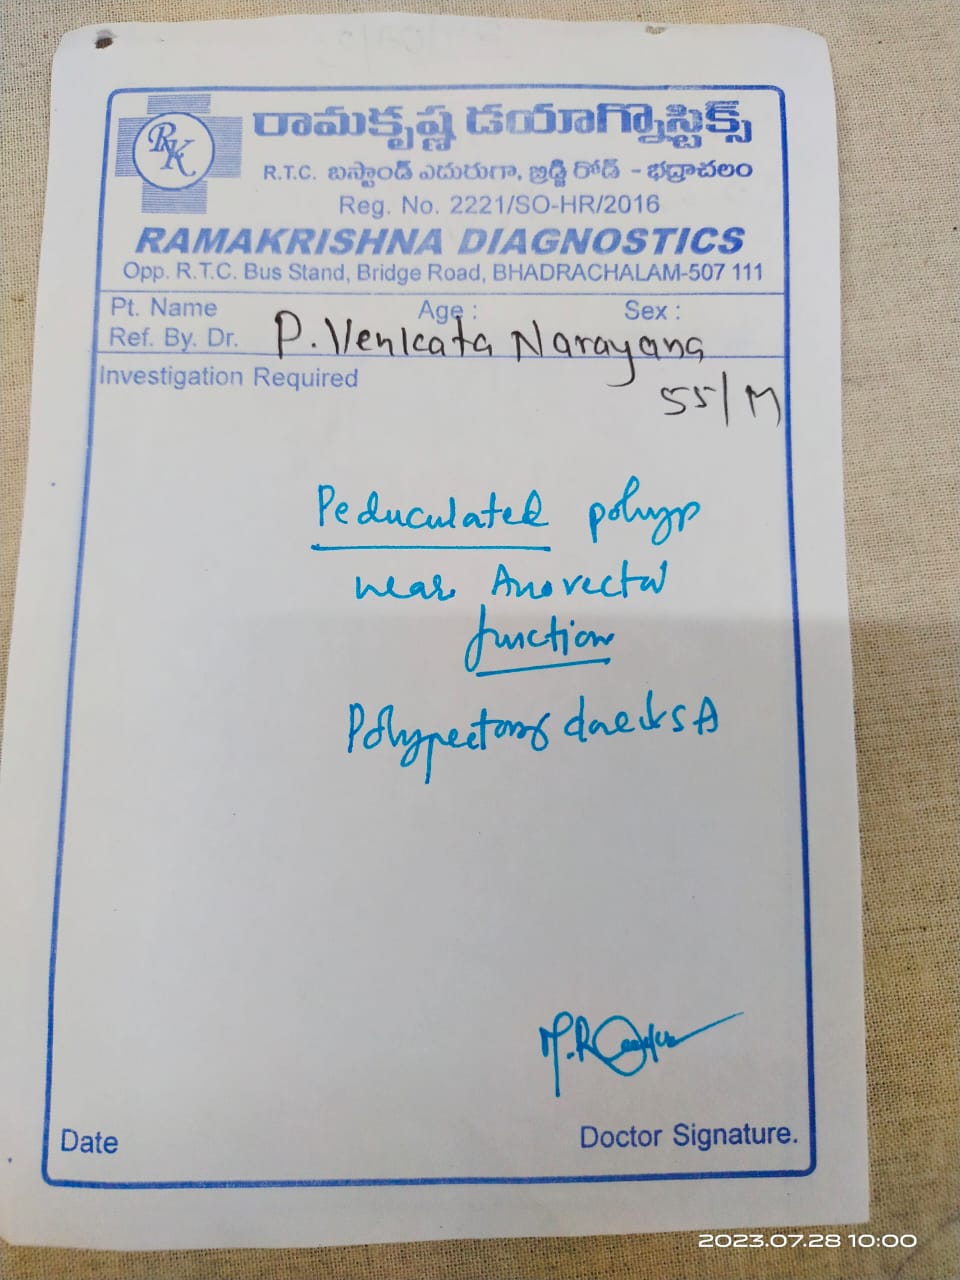 RK
రామకృష్ణ డయాగ్నొస్టిక్స్
R.T.C. బస్టాండ్ ఎదురుగా, బ్రిడ్జి రోడ్ - భద్రాచలం
Reg. No. 2221/SO-HR/2016
RAMAKRISHNA DIAGNOSTICS
Opp. R.T.C. Bus Stand, Bridge Road, BHADRACHALAM-507 111
Pt. Name Age : Sex :
Ref. By. Dr. P. Venkata Narayana
Investigation Required
55/M
Peduculated polyp
near Anorectal
junction
Polypectomy done
Date Doctor Signature.
2023.07.28 10:00